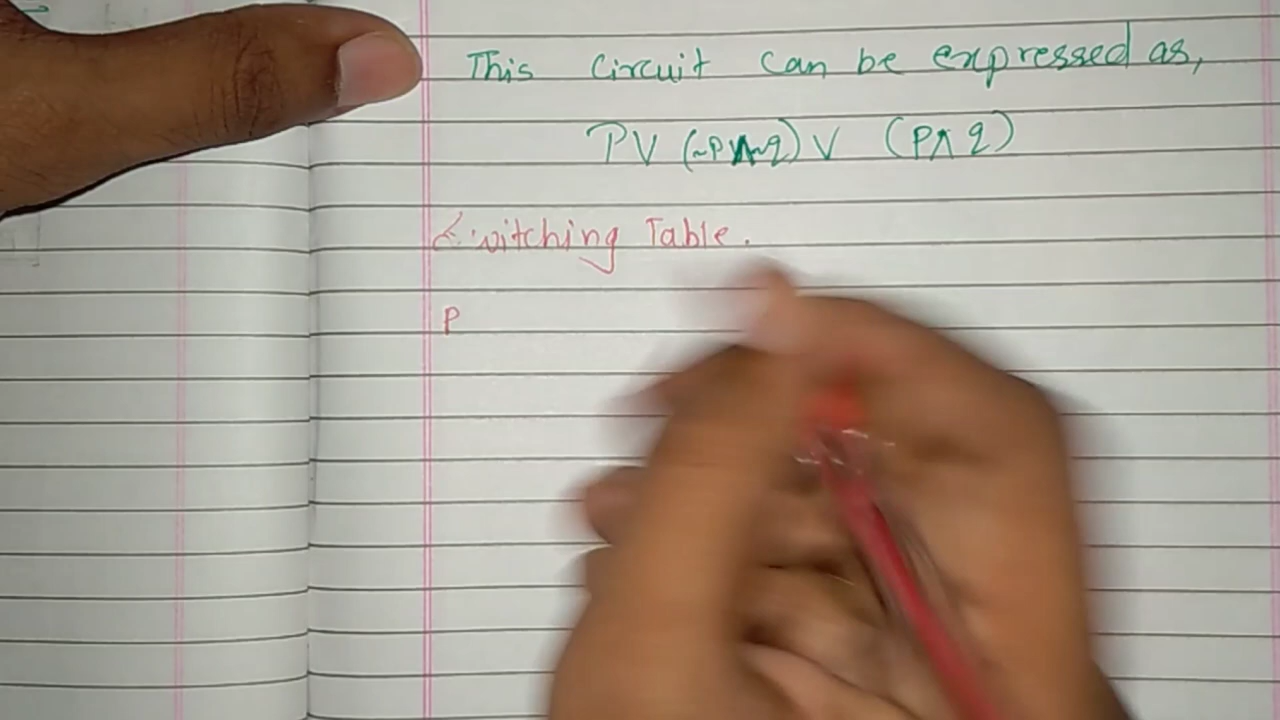 This Circuit can be expressed as,
P∨ (~P∧~q)∨ (P∧q)
Switching Table.
P